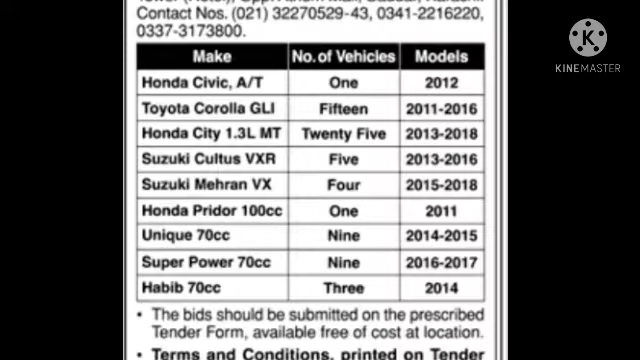 Contact Nos. (021) 32270529-43, 0341-2216220,
0337-3173800.
KINEMASTER
Make No. of Vehicles Models
Honda Civic, A/T One 2012
Toyota Corolla GLI Fifteen 2011-2016
Honda City 1.3L MT Twenty Five 2013-2018
Suzuki Cultus VXR Five 2013-2016
Suzuki Mehran VX Four 2015-2018
Honda Pridor 100cc One 2011
Unique 70cc Nine 2014-2015
Super Power 70cc Nine 2016-2017
Habib 70cc Three 2014
• The bids should be submitted on the prescribed
Tender Form, available free of cost at location.
• Terms and Conditions, printed on Tender